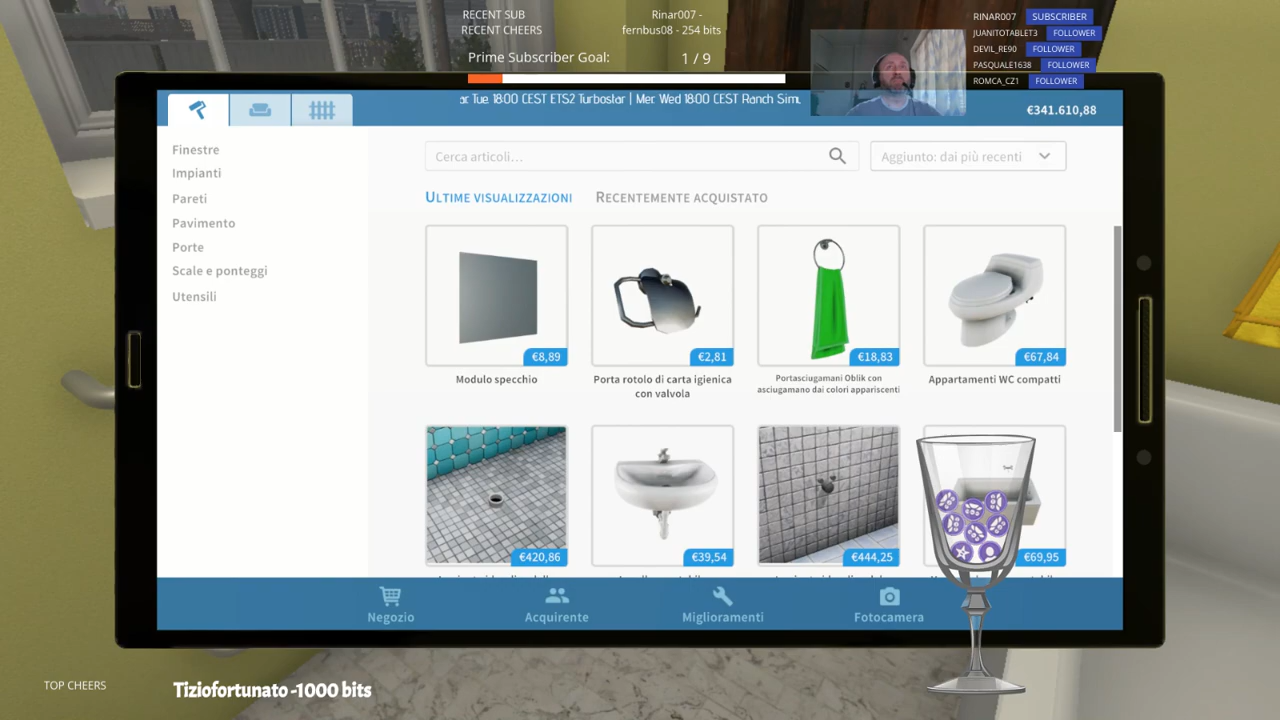 RECENT SUB
Rinar007 -
RECENT CHEERS
fernbus08 - 254 bits
Prime Subscriber Goal:
1 / 9
RINAR007 SUBSCRIBER
JUANITOTABLET3 FOLLOWER
DEVIL_RE90 FOLLOWER
PASQUALE1638 FOLLOWER
ROMCA_CZ1 FOLLOWER
Tue 18:00 CEST ETS2 Turbostar | Mer Wed 18:00 CEST Ranch
€341.610,88
Finestre
Impianti
Pareti
Pavimento
Porte
Scale e ponteggi
Utensili
Cerca articoli...
Aggiunto: dai più recenti
ULTIME VISUALIZZAZIONI
RECENTEMENTE ACQUISTATO
€8,89
€2,81
€18,83
€67,84
Modulo specchio
Porta rotolo di carta igienica
con valvola
Portasciugamani Oblik con
asciugamano dai colori appariscenti
Appartamenti WC compatti
€420,86
€39,54
€444,25
€69,95
Negozio
Acquirente
Miglioramenti
Fotocamera
TOP CHEERS
Tiziofortunato -1000 bits